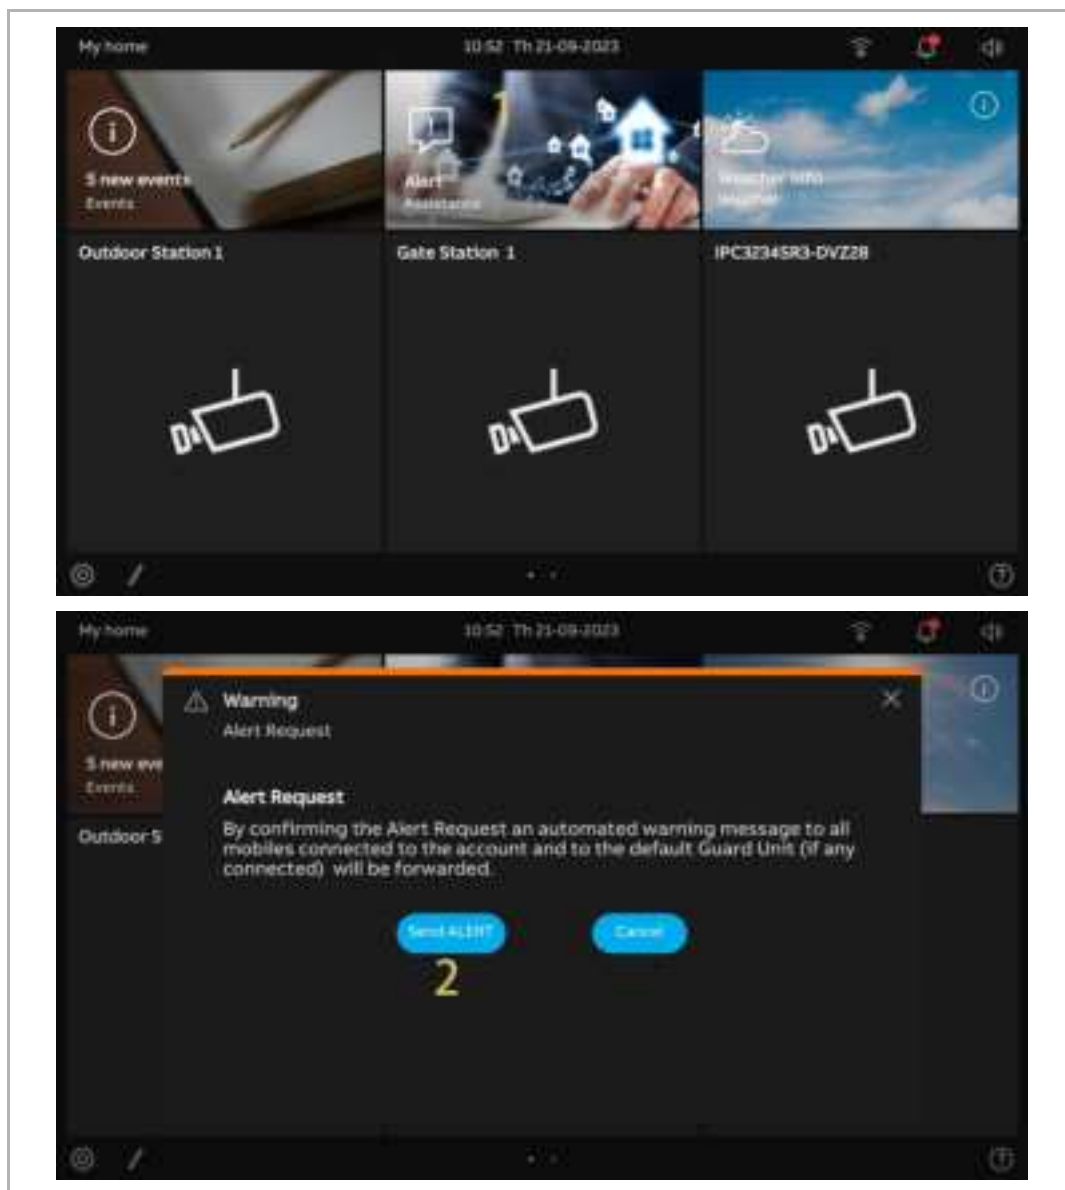 My home
10:52 Th 21-09-2023
5 new events
Events
Alert
Assistance
Weather info
Weather
Outdoor Station 1
Gate Station 1
IPC3234SR3-DVZ28
My home
10:52 Th 21-09-2023
5 new eve
Events
Outdoor S
Warning
Alert Request
Alert Request
By confirming the Alert Request an automated warning message to all
mobiles connected to the account and to the default Guard Unit (if any
connected) will be forwarded.
Send ALERT
Cancel
2